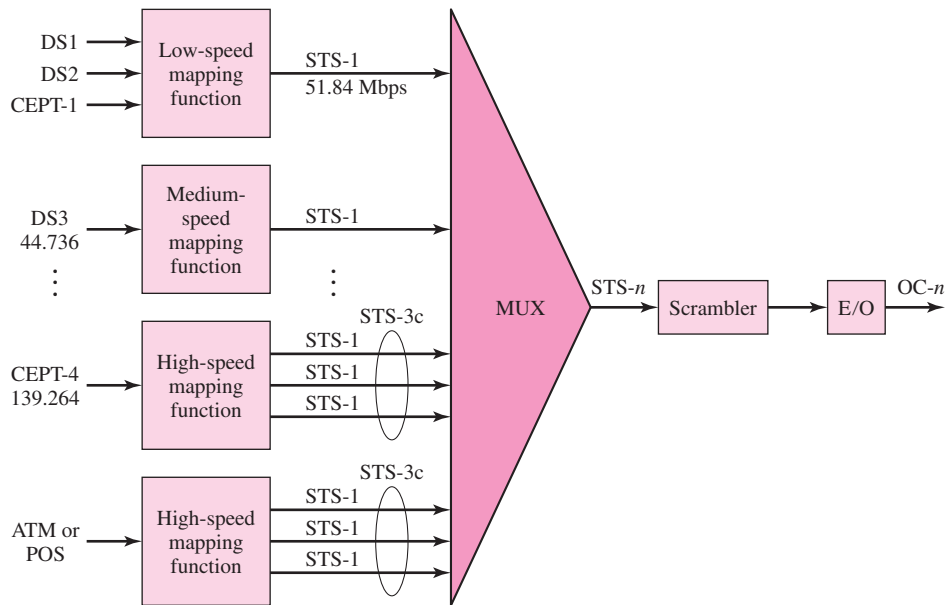 DS1
DS2
CEPT-1
Low-speed
mapping
function
STS-1
51.84 Mbps
DS3
44.736
Medium-
speed
mapping
function
STS-1
CEPT-4
139.264
High-speed
mapping
function
STS-3c
STS-1
STS-1
STS-1
ATM or
POS
High-speed
mapping
function
STS-3c
STS-1
STS-1
STS-1
MUX
STS-n
Scrambler
E/O
OC-n